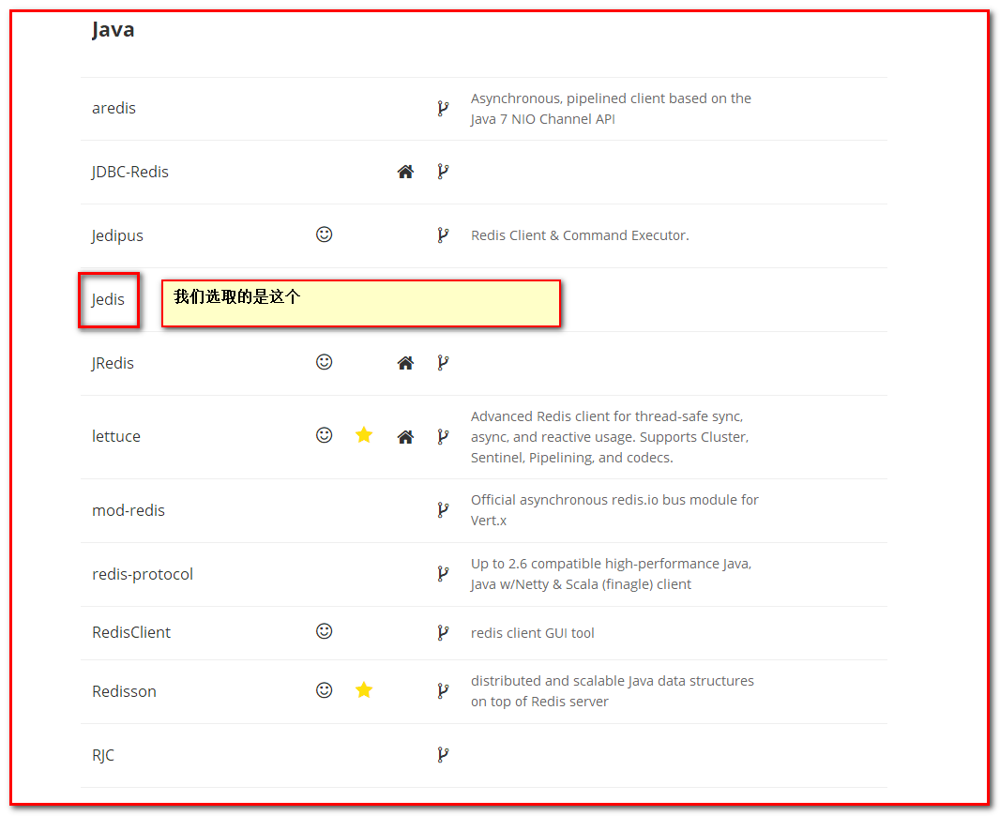 Java
aredis
Asynchronous, pipelined client based on the
Java 7 NIO Channel API
JDBC-Redis
Jedipus
Redis Client & Command Executor.
Jedis
我们选取的是这个
JRedis
lettuce
Advanced Redis client for thread-safe sync,
async, and reactive usage. Supports Cluster,
Sentinel, Pipelining, and codecs.
mod-redis
Official asynchronous redis.io bus module for
Vert.x
redis-protocol
Up to 2.6 compatible high-performance Java,
Java w/Netty & Scala (finagle) client
RedisClient
redis client GUI tool
Redisson
distributed and scalable Java data structures
on top of Redis server
RJC